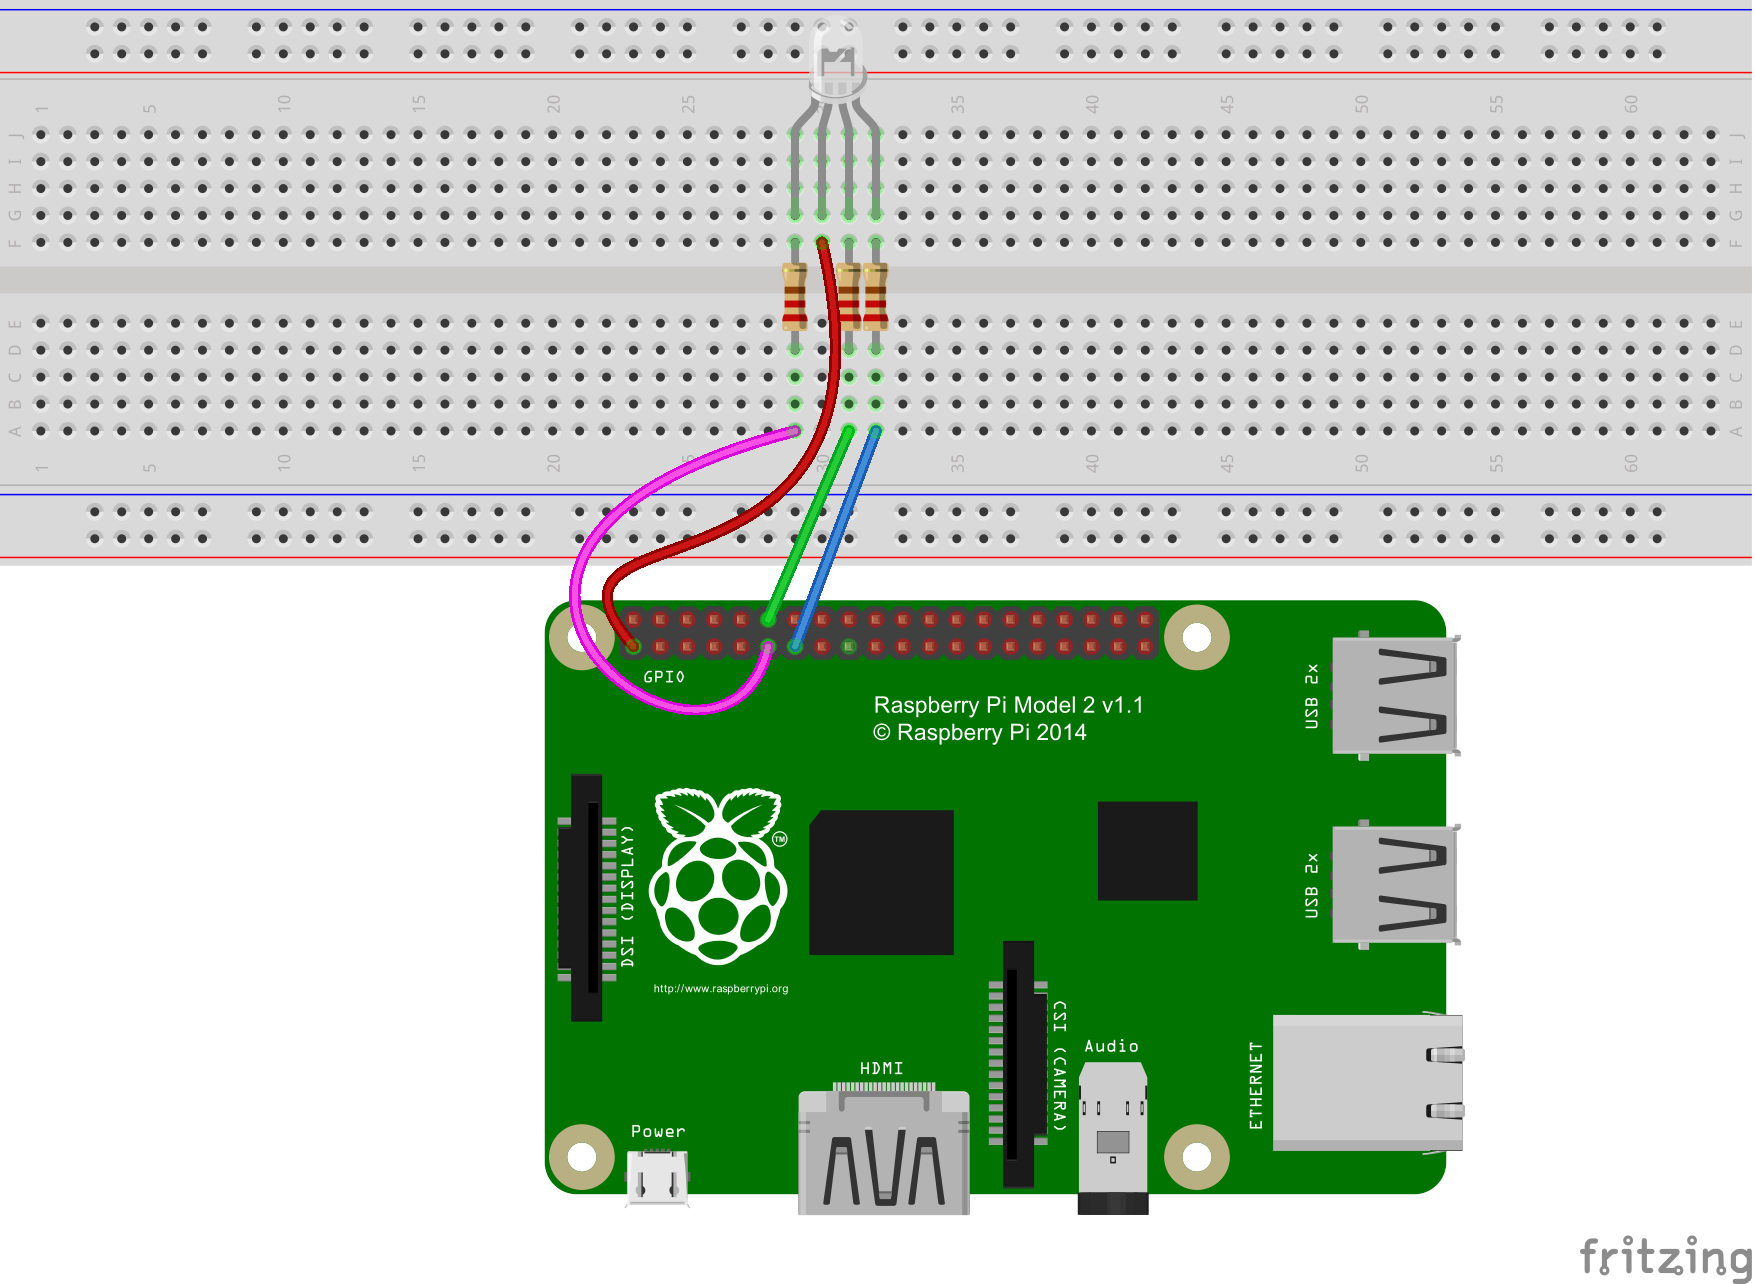 1 5 10 15 20 25 35 40 45 50 55 60
J J
I I
H H
G G
F F
E E
D D
C C
B B
A A
1 5 10 15 20 30 35 40 45 50 55 60
GPIO
Raspberry Pi Model 2 v1.1
© Raspberry Pi 2014
USB 2x
USB 2x
DSI (DISPLAY)
TM
http://www.raspberrypi.org
CSI (CAMERA)
Audio
ETHERNET
HDMI
Power
fritzing